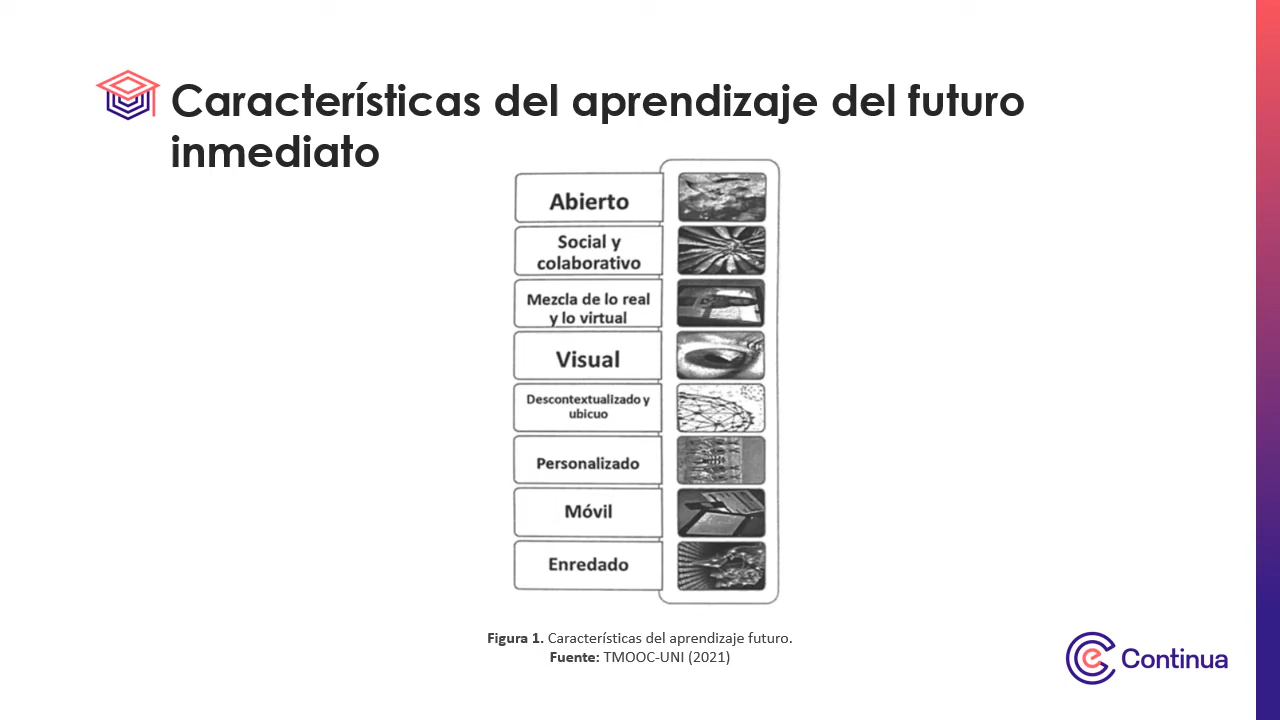 Características del aprendizaje del futuro
inmediato
Abierto
Social y
colaborativo
Mezcla de lo real
y lo virtual
Visual
Descontextualizado y
ubicuo
Personalizado
Móvil
Enredado
Figura 1. Características del aprendizaje futuro.
Fuente: TMOOC-UNI (2021)
Continua